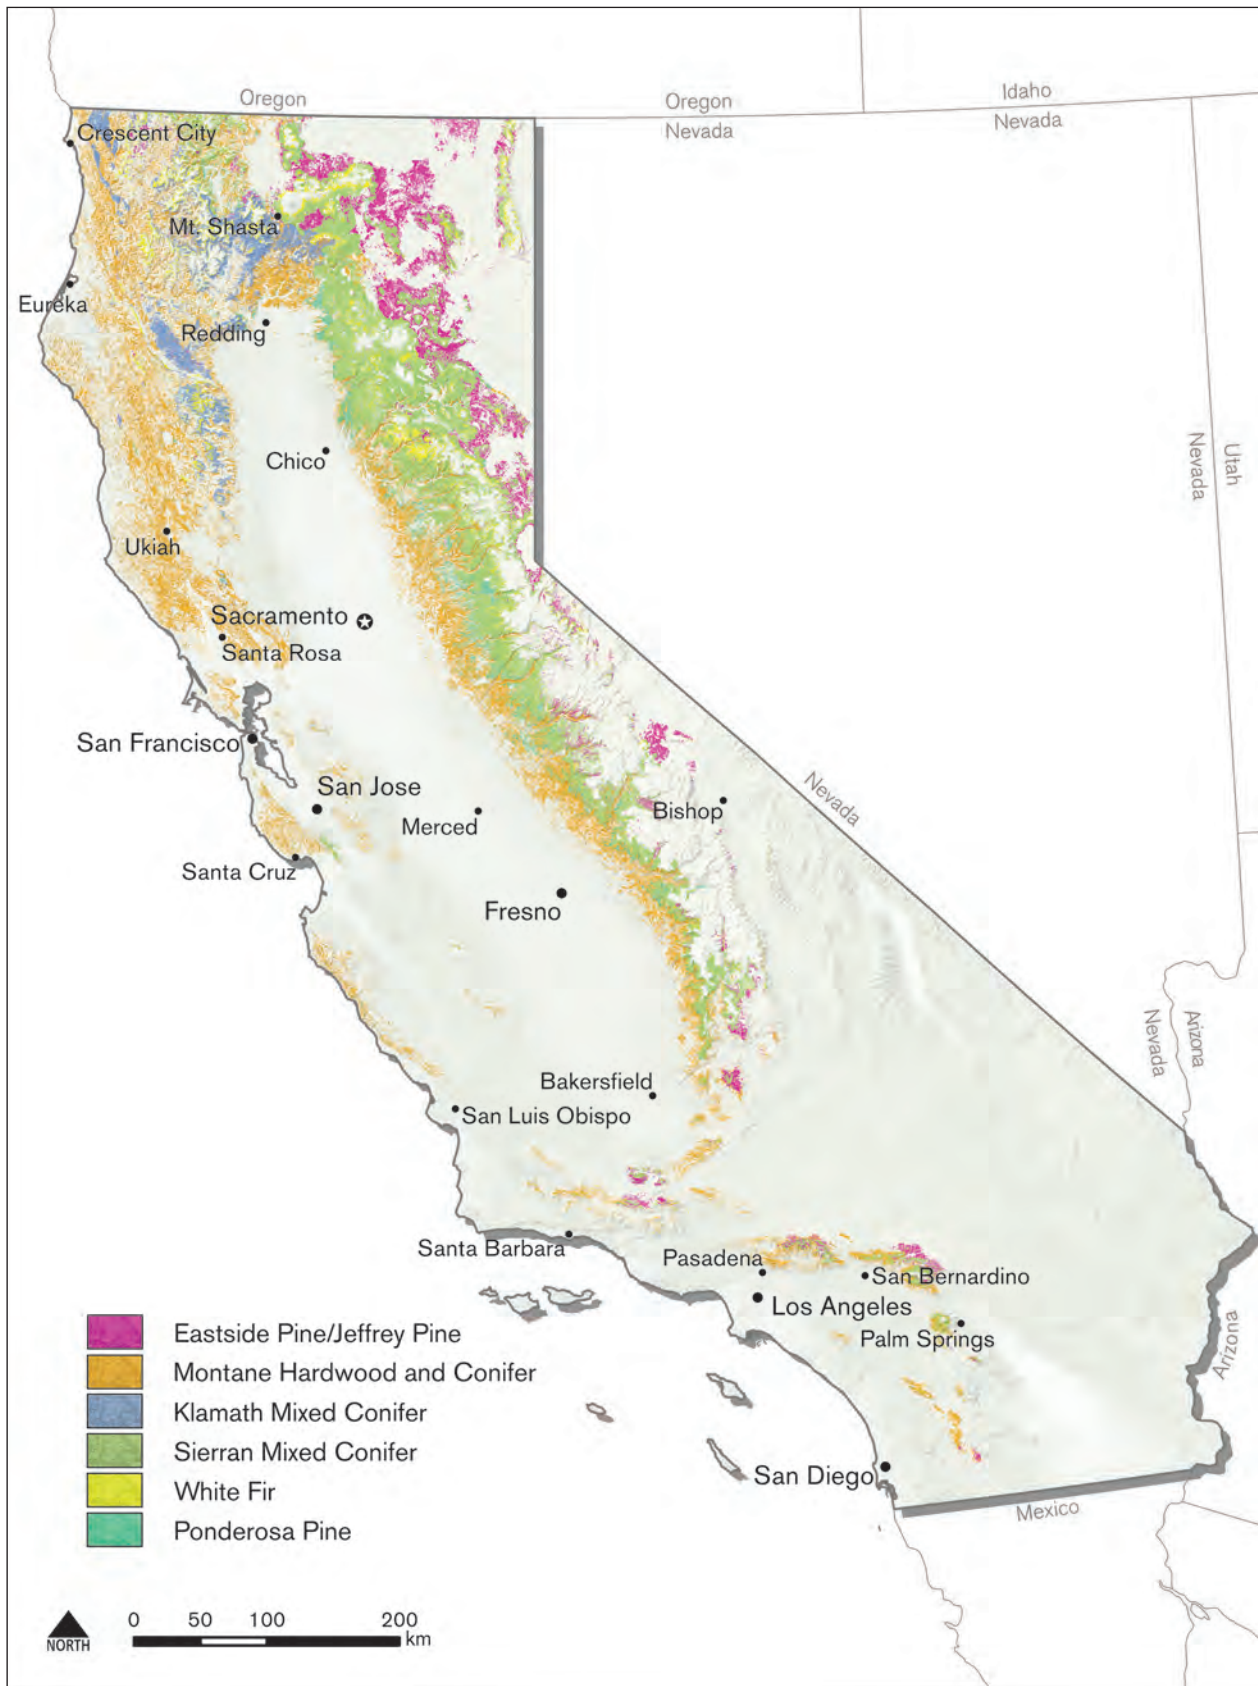 Oregon
Oregon
Idaho
Nevada
Nevada
Crescent City
Mt. Shasta
Eureka
Redding
Chico
Nevada
Utah
Ukiah
Sacramento
Santa Rosa
San Francisco
San Jose
Nevada
Bishop
Merced
Santa Cruz
Fresno
Nevada
Arizona
Bakersfield
San Luis Obispo
Santa Barbara
Pasadena
San Bernardino
Los Angeles
Palm Springs
Arizona
Eastside Pine/Jeffrey Pine
Montane Hardwood and Conifer
Klamath Mixed Conifer
Sierran Mixed Conifer
White Fir
Ponderosa Pine
San Diego
Mexico
NORTH
0 50 100 200
km